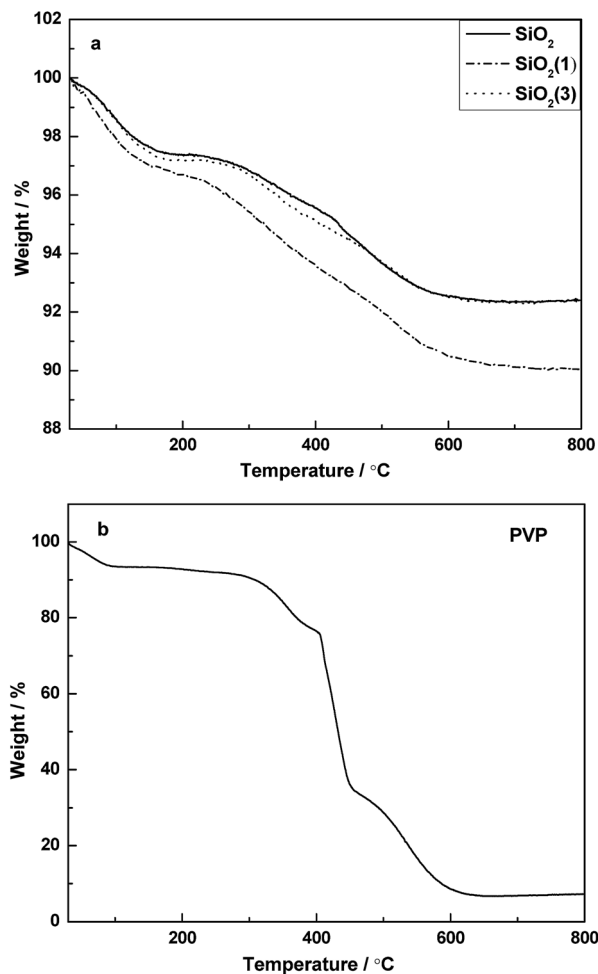 102
100
98
96
94
92
90
88
Weight / %
a
SiO₂
SiO₂(1)
SiO₂(3)
200
400
600
800
Temperature / °C
100
80
60
40
20
0
Weight / %
b
PVP
200
400
600
800
Temperature / °C